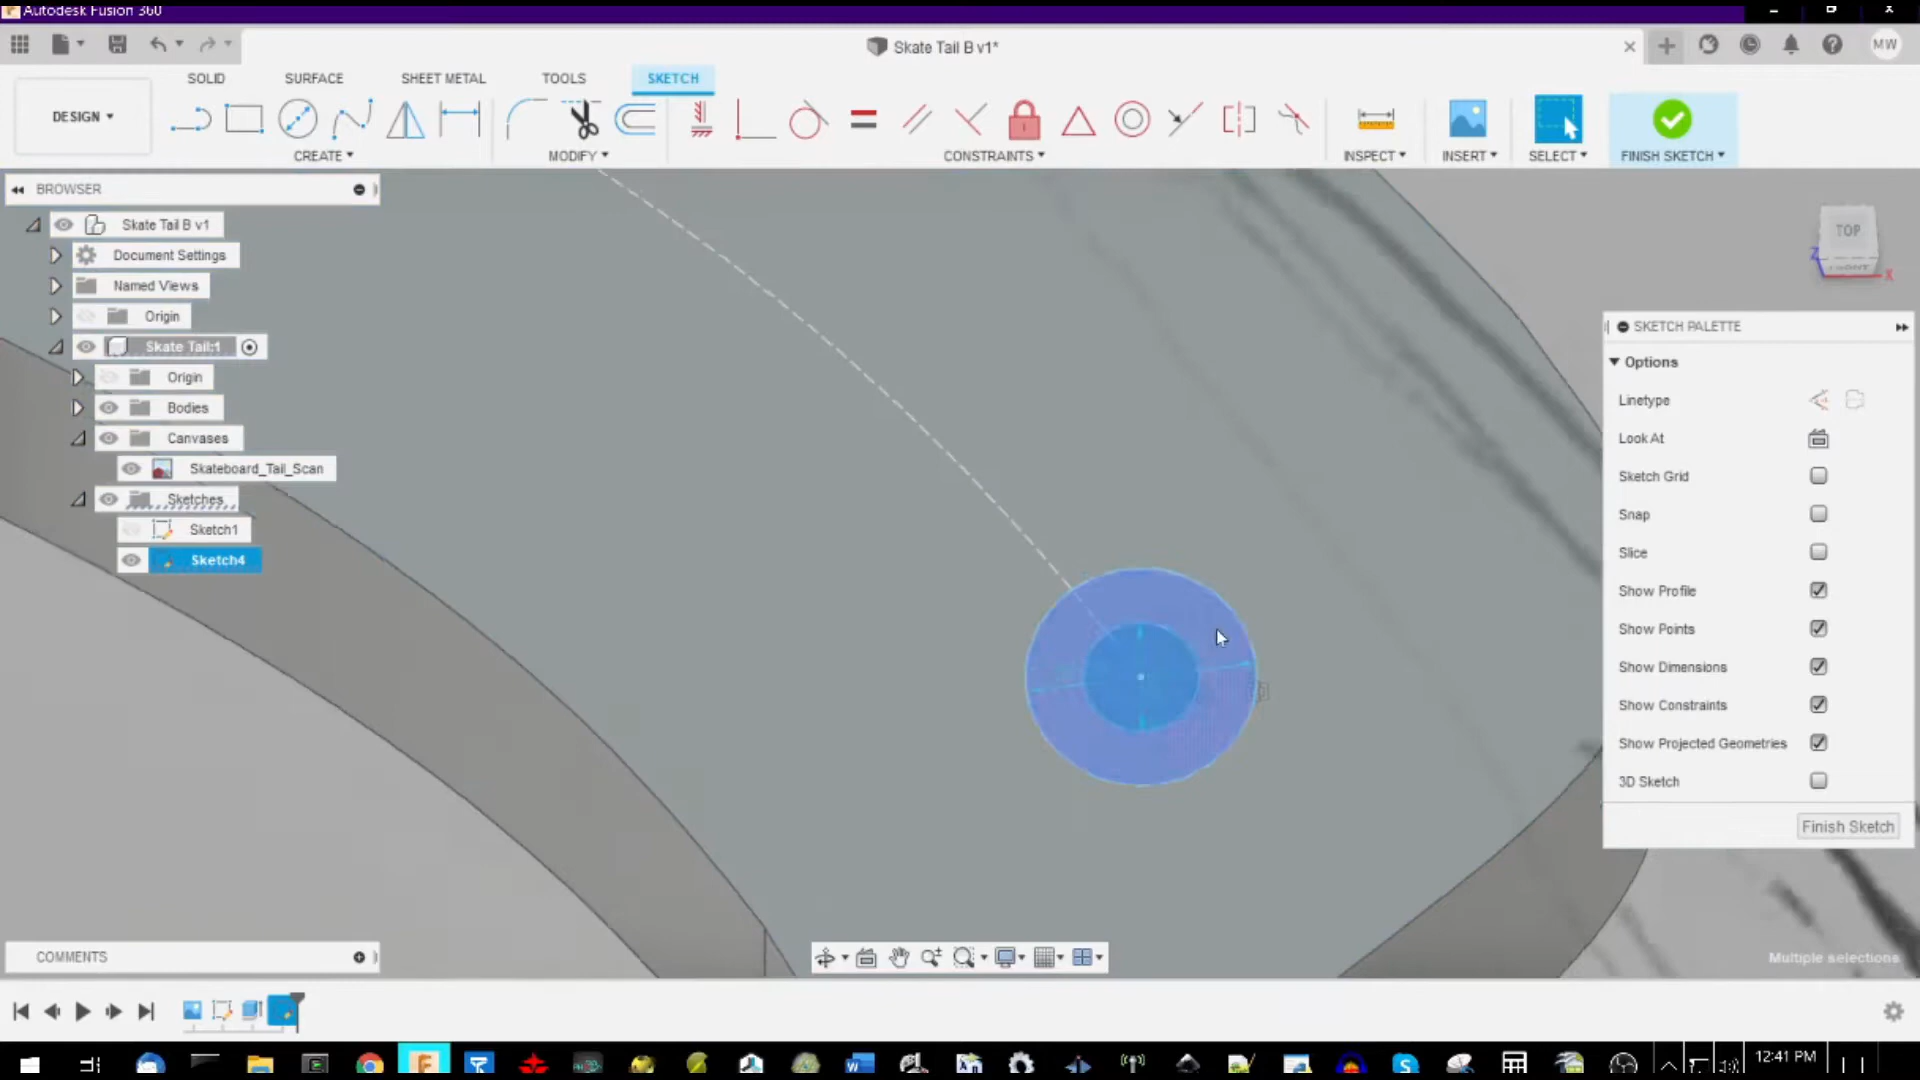 Autodesk Fusion 360
Skate Tail B v1*
MW
SOLID
SURFACE
SHEET METAL
TOOLS
SKETCH
DESIGN
CREATE
MODIFY
CONSTRAINTS
INSPECT
INSERT
SELECT
FINISH SKETCH
BROWSER
Skate Tail B v1
Document Settings
Named Views
Origin
Skate Tail:1
Origin
Bodies
Canvases
Skateboard_Tail_Scan
Sketches
Sketch1
Sketch4
TOP
FRONT
Z
X
SKETCH PALETTE
Options
Linetype
Look At
Sketch Grid
Snap
Slice
Show Profile
Show Points
Show Dimensions
Show Constraints
Show Projected Geometries
3D Sketch
Finish Sketch
COMMENTS
Multiple selections
12:41 PM